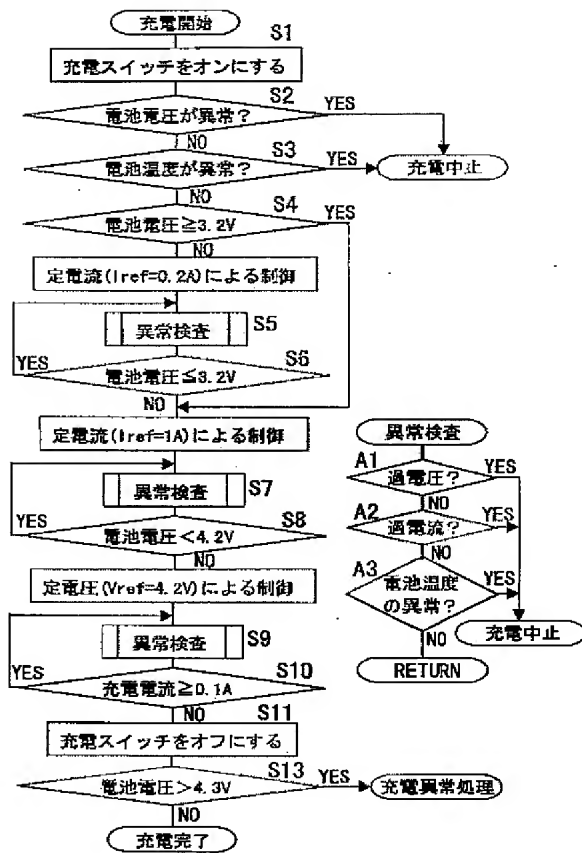 充電開始
S1
充電スイッチをオンにする
S2
電池電圧が異常？
YES
NO
S3
電池温度が異常？
YES
充電中止
NO
S4
電池電圧≧3.2V
YES
NO
定電流(Iref=0.2A)による制御
異常検査
S5
S6
YES
電池電圧≦3.2V
NO
定電流(Iref=1A)による制御
異常検査
S7
YES
S8
電池電圧<4.2V
NO
定電圧(Vref=4.2V)による制御
異常検査
S9
YES
S10
充電電流≧0.1A
NO
S11
充電スイッチをオフにする
S13
電池電圧>4.3V
YES
充電異常処理
NO
充電完了
異常検査
A1
過電圧？
YES
NO
A2
過電流？
YES
NO
A3
電池温度
の異常？
YES
充電中止
NO
RETURN